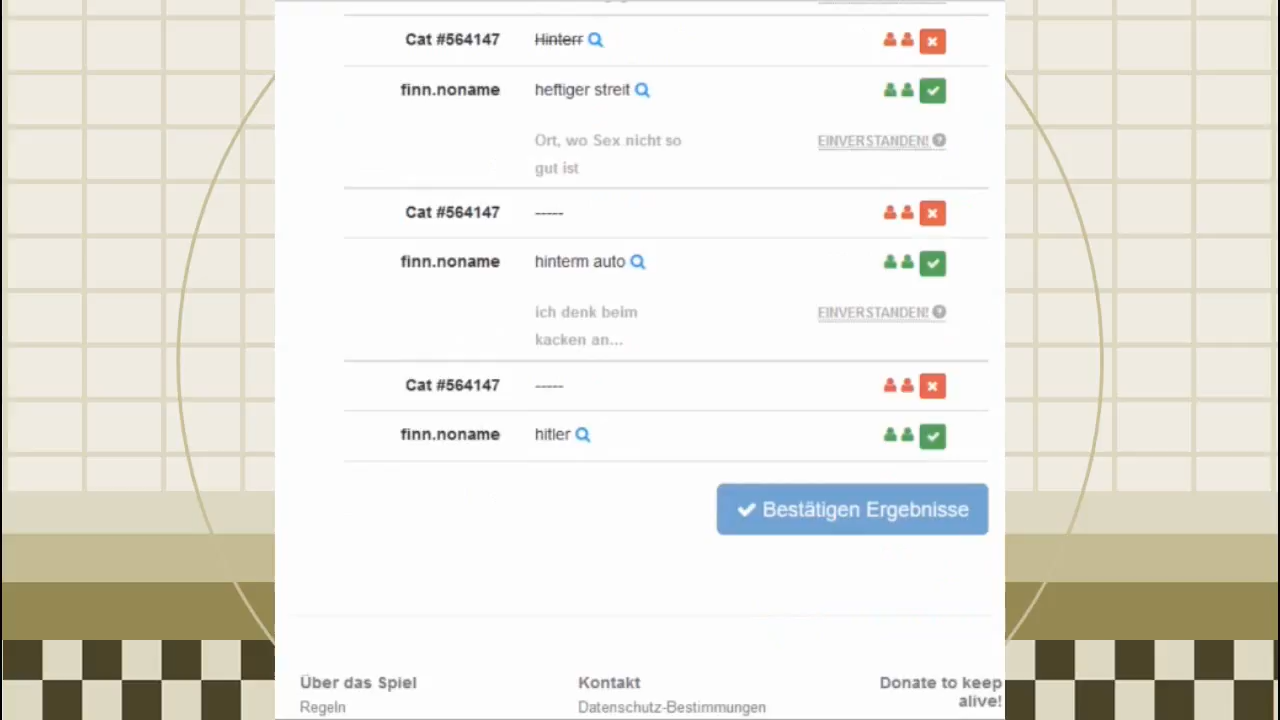 Cat #564147 Hinterr
finn.noname heftiger streit
Ort, wo Sex nicht so EINVERSTANDEN!
gut ist
Cat #564147 -----
finn.noname hinterm auto
ich denk beim EINVERSTANDEN!
kacken an...
Cat #564147 -----
finn.noname hitler
Bestätigen Ergebnisse
Über das Spiel Kontakt Donate to keep
alive!
Regeln Datenschutz-Bestimmungen